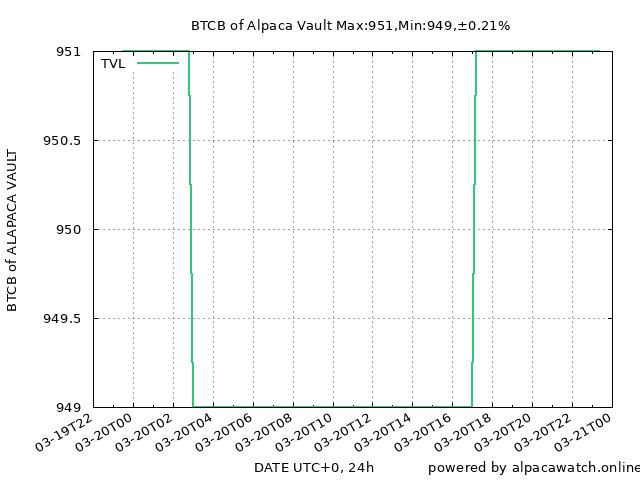 BTCB of Alpaca Vault Max:951,Min:949,±0.21%
TVL
951
950.5
950
949.5
949
BTCB of ALAPACA VAULT
03-19T22
03-20T00
03-20T02
03-20T04
03-20T06
03-20T08
03-20T10
03-20T12
03-20T14
03-20T16
03-20T18
03-20T20
03-20T22
03-21T00
DATE UTC+0, 24h
powered by alpacawatch.online